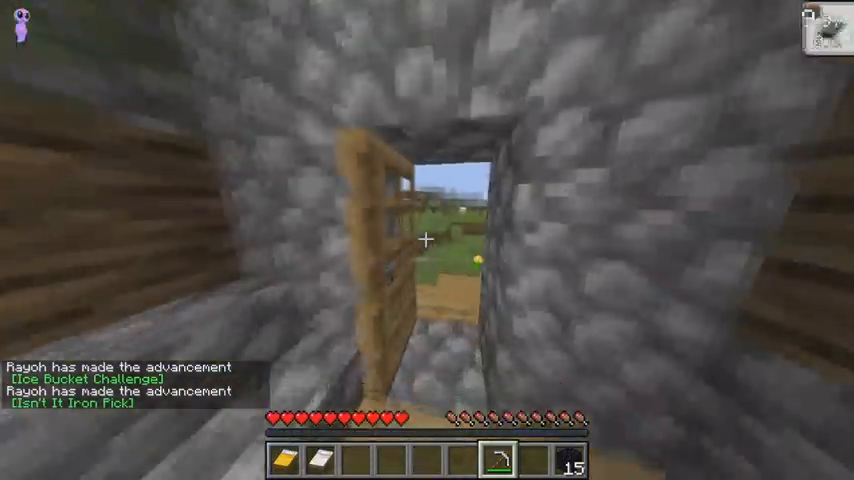 Rayoh has made the advancement
[Ice Bucket Challenge]
Rayoh has made the advancement
[Isn't It Iron Pick]
15